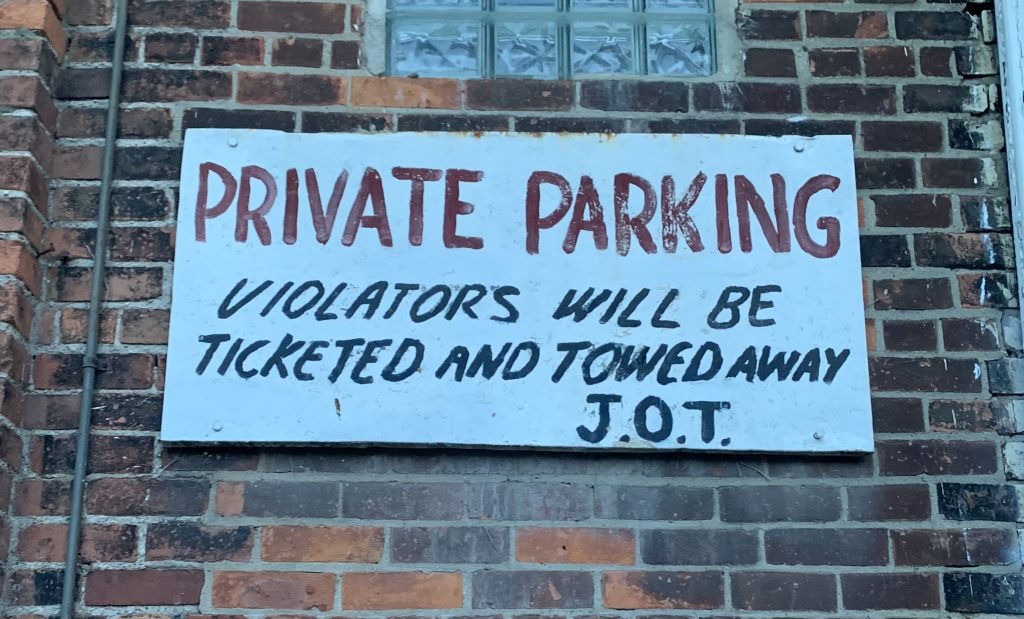 PRIVATE PARKING
VIOLATORS WILL BE
TICKETED AND TOWED AWAY
J.O.T.